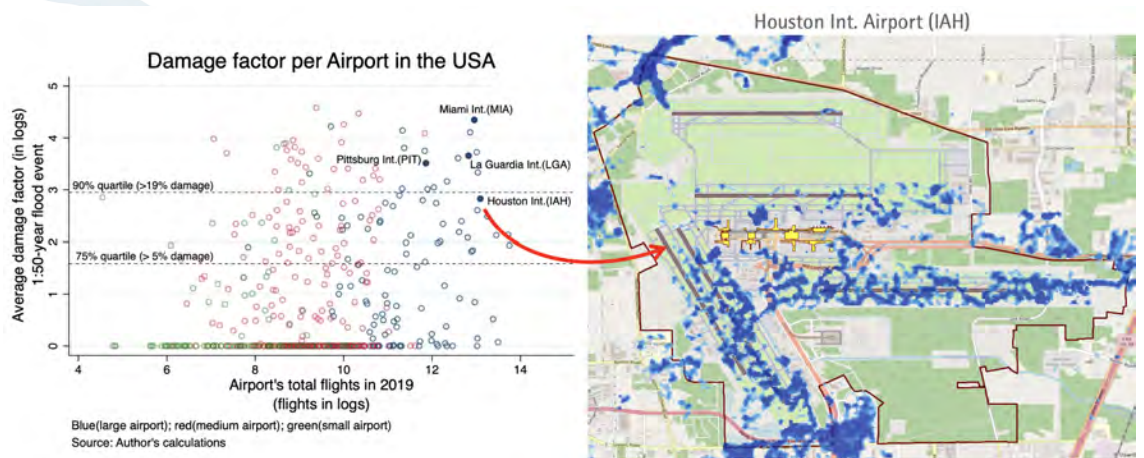 Houston Int. Airport (IAH)
Damage factor per Airport in the USA
Average damage factor (in logs)
1:50-year flood event
5
4
3
2
1
0
Miami Int.(MIA)
Pittsburg Int.(PIT)
La Guardia Int.(LGA)
90% quartile (>19% damage)
Houston Int.(IAH)
75% quartile (> 5% damage)
4
6
8
10
12
14
Airport's total flights in 2019
(flights in logs)
Blue(large airport); red(medium airport); green(small airport)
Source: Author's calculations